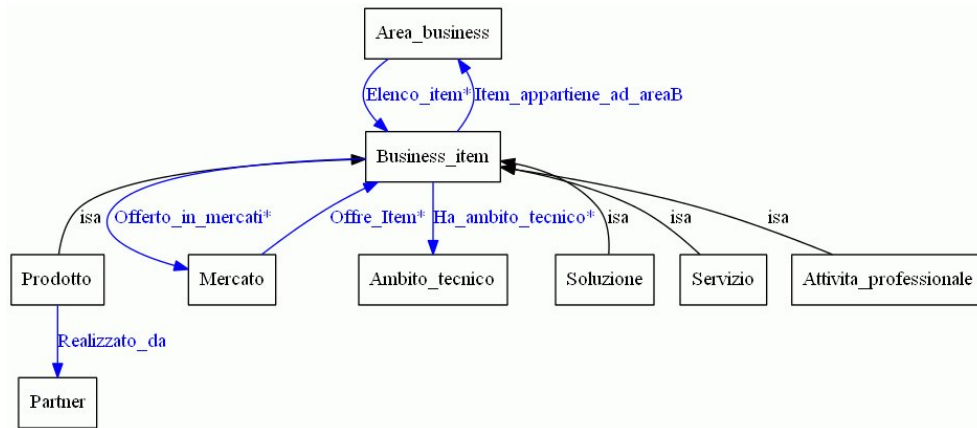 Area_business
Elenco_item* Item_appartiene_ad_areaB
Business_item
isa Offerto_in_mercati* Offre_Item* Ha_ambito_tecnico* isa isa isa
Prodotto Mercato Ambito_tecnico Soluzione Servizio Attivita_professionale
Realizzato_da
Partner